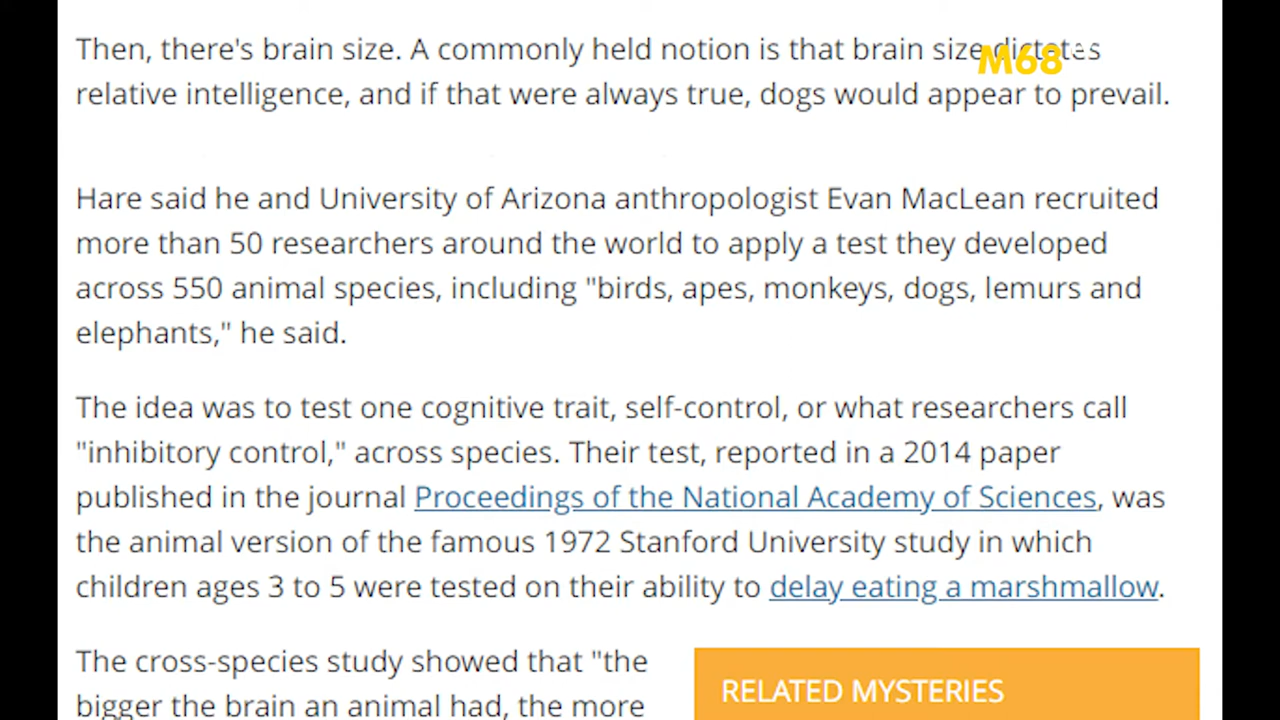 Then, there's brain size. A commonly held notion is that brain size dictates
M68
relative intelligence, and if that were always true, dogs would appear to prevail.
Hare said he and University of Arizona anthropologist Evan MacLean recruited
more than 50 researchers around the world to apply a test they developed
across 550 animal species, including "birds, apes, monkeys, dogs, lemurs and
elephants," he said.
The idea was to test one cognitive trait, self-control, or what researchers call
"inhibitory control," across species. Their test, reported in a 2014 paper
published in the journal Proceedings of the National Academy of Sciences, was
the animal version of the famous 1972 Stanford University study in which
children ages 3 to 5 were tested on their ability to delay eating a marshmallow.
The cross-species study showed that "the
bigger the brain an animal had, the more
RELATED MYSTERIES